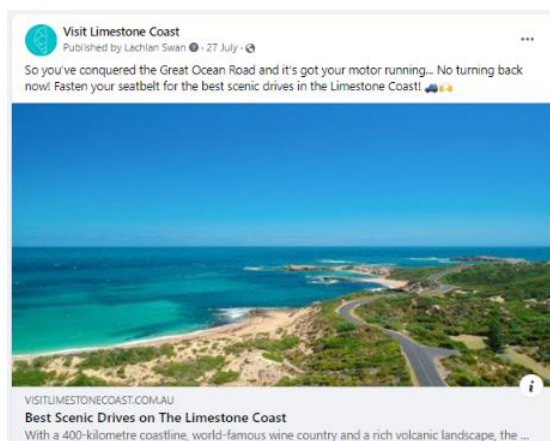 Visit Limestone Coast
Published by Lachlan Swan · 27 July ·
So you've conquered the Great Ocean Road and it's got your motor running... No turning back
now! Fasten your seatbelt for the best scenic drives in the Limestone Coast! 🚙🙌
VISITLIMESTONECOAST.COM.AU
Best Scenic Drives on The Limestone Coast
With a 400-kilometre coastline, world-famous wine country and a rich volcanic landscape, the ...